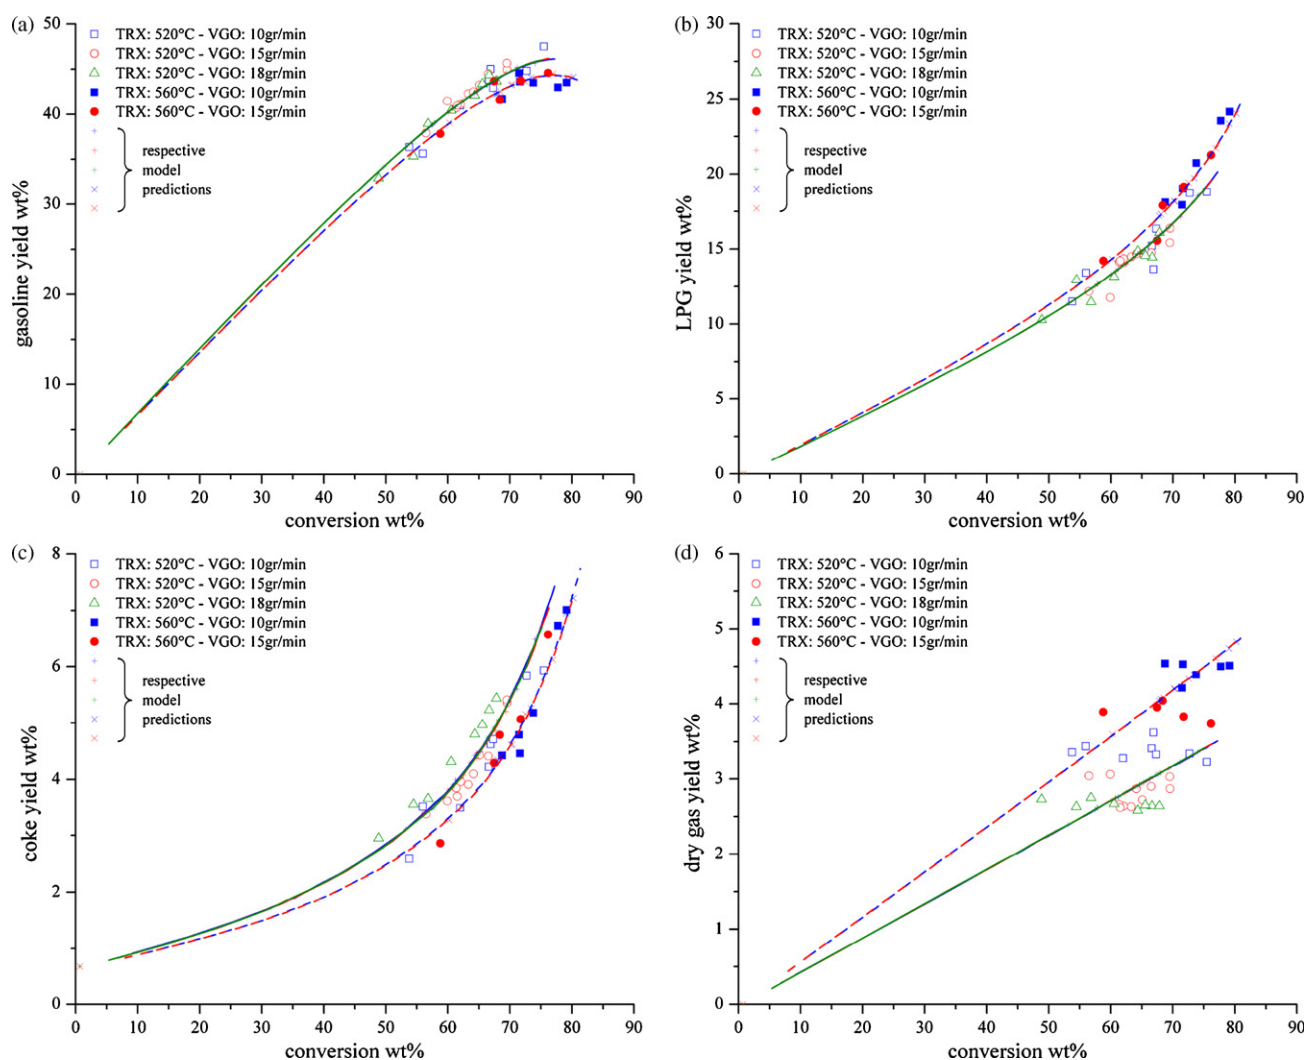 (a)
50
40
30
20
10
0
gasoline yield wt%
TRX: 520°C - VGO: 10gr/min
TRX: 520°C - VGO: 15gr/min
TRX: 520°C - VGO: 18gr/min
TRX: 560°C - VGO: 10gr/min
TRX: 560°C - VGO: 15gr/min
respective
model
predictions
0 10 20 30 40 50 60 70 80 90
conversion wt%
(b)
30
25
20
15
10
5
0
LPG yield wt%
TRX: 520°C - VGO: 10gr/min
TRX: 520°C - VGO: 15gr/min
TRX: 520°C - VGO: 18gr/min
TRX: 560°C - VGO: 10gr/min
TRX: 560°C - VGO: 15gr/min
respective
model
predictions
0 10 20 30 40 50 60 70 80 90
conversion wt%
(c)
8
6
4
2
0
coke yield wt%
TRX: 520°C - VGO: 10gr/min
TRX: 520°C - VGO: 15gr/min
TRX: 520°C - VGO: 18gr/min
TRX: 560°C - VGO: 10gr/min
TRX: 560°C - VGO: 15gr/min
respective
model
predictions
0 10 20 30 40 50 60 70 80 90
conversion wt%
(d)
6
5
4
3
2
1
0
dry gas yield wt%
TRX: 520°C - VGO: 10gr/min
TRX: 520°C - VGO: 15gr/min
TRX: 520°C - VGO: 18gr/min
TRX: 560°C - VGO: 10gr/min
TRX: 560°C - VGO: 15gr/min
respective
model
predictions
0 10 20 30 40 50 60 70 80 90
conversion wt%